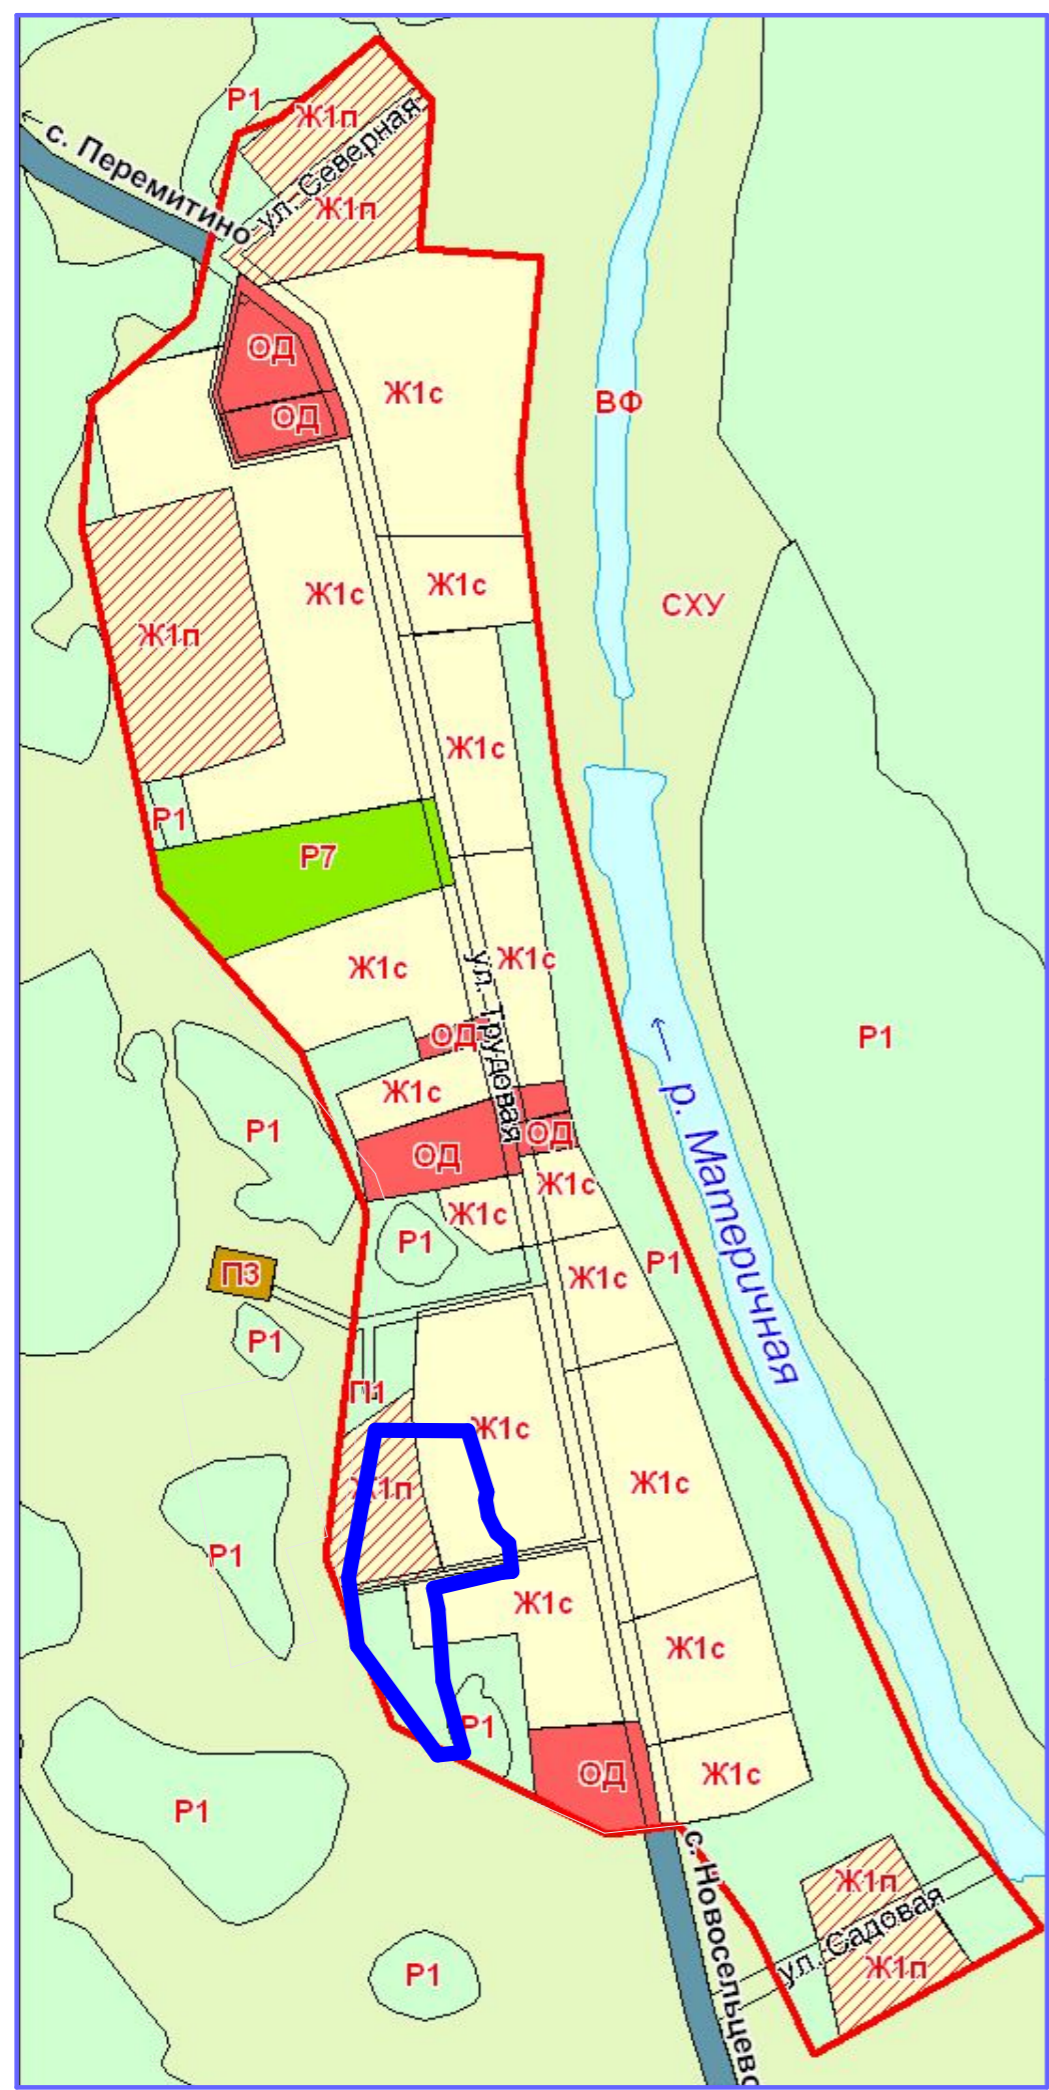 Р1
Ж1п
с. Перемитино
ул. Северная
Ж1п
ОД
Ж1с
ВФ
ОД
Ж1с
Ж1с
СХУ
Ж1п
Ж1с
Р1
Р7
Ж1с
Ж1с
ул. Трудовая
ОД
Р1
Ж1с
р. Материчная
Р1
ОД
ОД
Ж1с
Ж1с
Р1
Р1
ПЗ
Ж1с
Р1
П1
Ж1с
Ж1п
Ж1с
Р1
Ж1с
Ж1с
Р1
ОД
Ж1с
Р1
с. Новосельцево
Ж1п
ул. Садовая
Ж1п
Р1